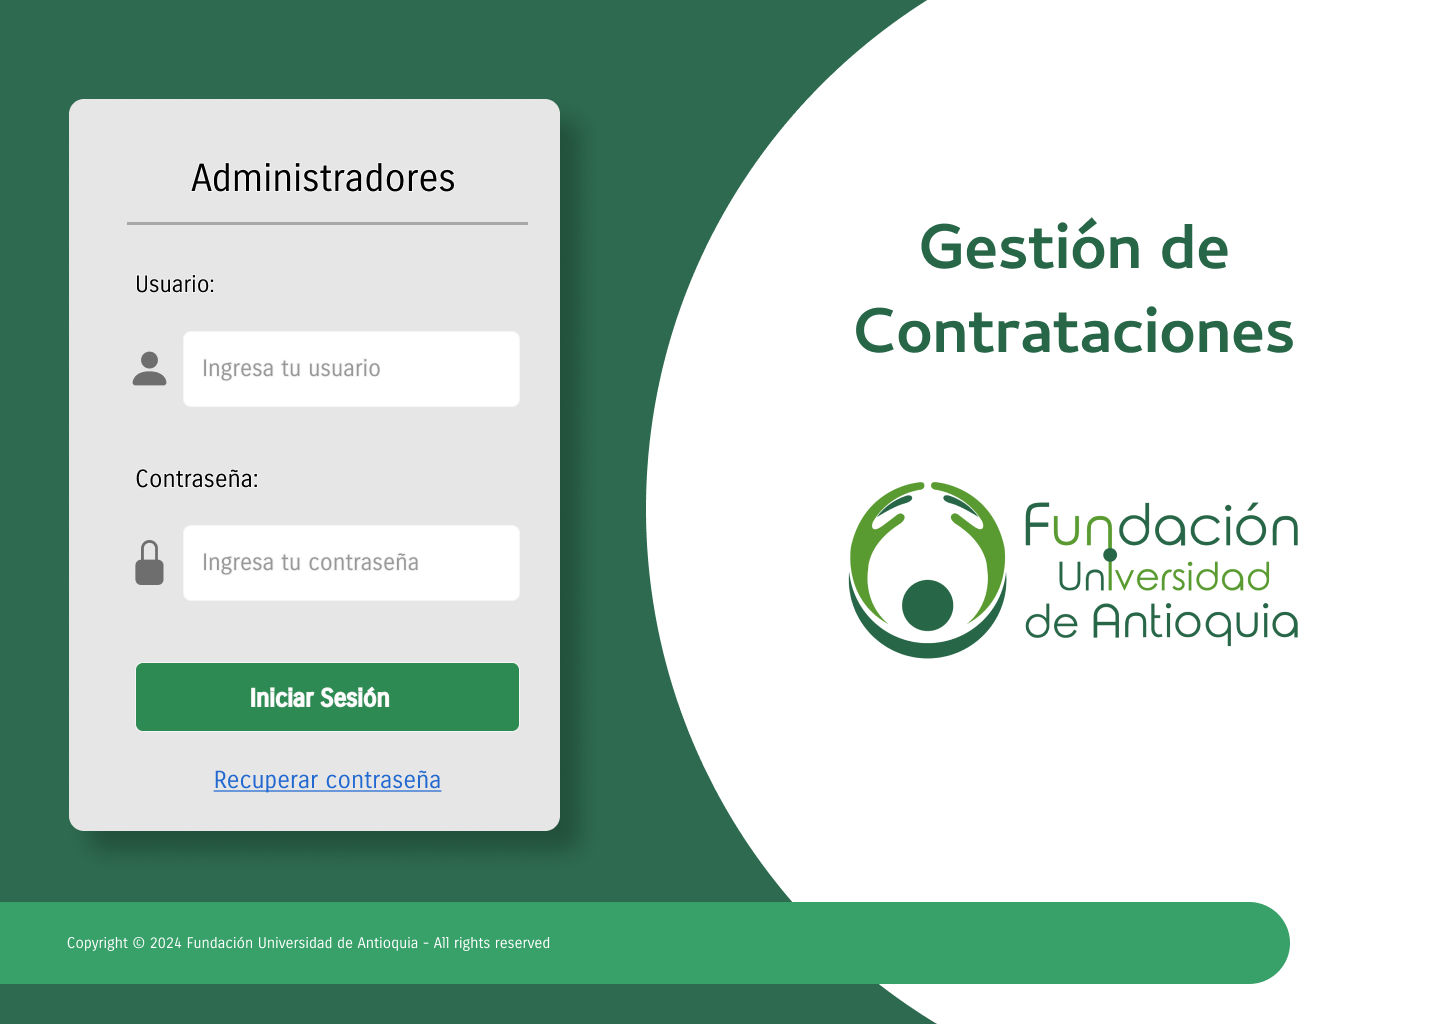 Administradores
Usuario:
Ingresa tu usuario
Contraseña:
Ingresa tu contraseña
Iniciar Sesión
Recuperar contraseña
Gestión de
Contrataciones
Fundación
Universidad
de Antioquia
Copyright © 2024 Fundación Universidad de Antioquia - All rights reserved